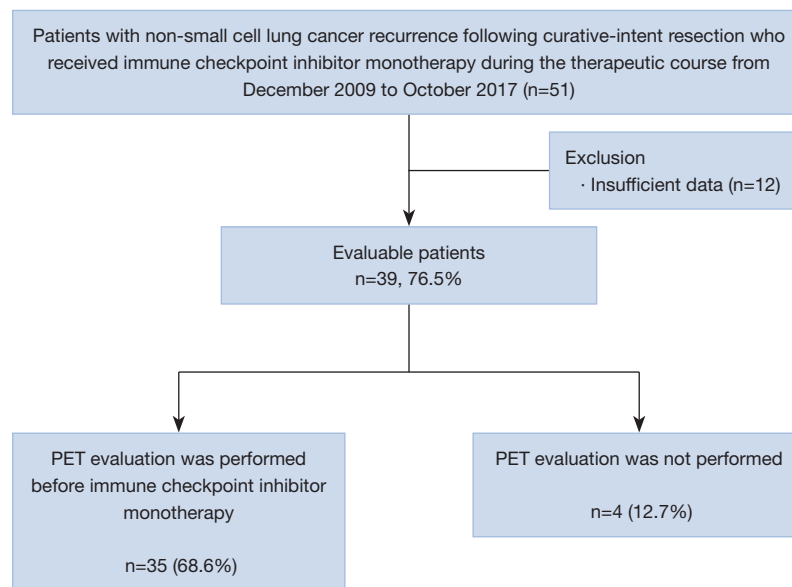 Patients with non-small cell lung cancer recurrence following curative-intent resection who
received immune checkpoint inhibitor monotherapy during the therapeutic course from
December 2009 to October 2017 (n=51)
Exclusion
· Insufficient data (n=12)
Evaluable patients
n=39, 76.5%
PET evaluation was performed
before immune checkpoint inhibitor
monotherapy
n=35 (68.6%)
PET evaluation was not performed
n=4 (12.7%)